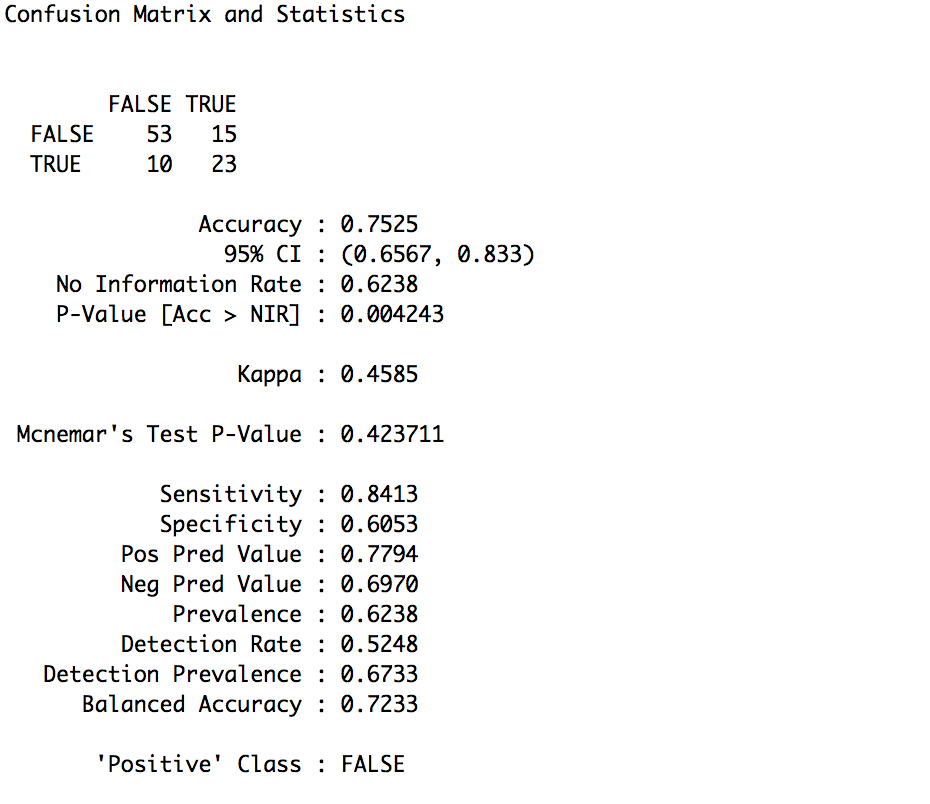 Confusion Matrix and Statistics
FALSE TRUE
FALSE 53 15
TRUE 10 23
Accuracy : 0.7525
95% CI : (0.6567, 0.833)
No Information Rate : 0.6238
P-Value [Acc > NIR] : 0.004243
Kappa : 0.4585
Mcnemar's Test P-Value : 0.423711
Sensitivity : 0.8413
Specificity : 0.6053
Pos Pred Value : 0.7794
Neg Pred Value : 0.6970
Prevalence : 0.6238
Detection Rate : 0.5248
Detection Prevalence : 0.6733
Balanced Accuracy : 0.7233
'Positive' Class : FALSE